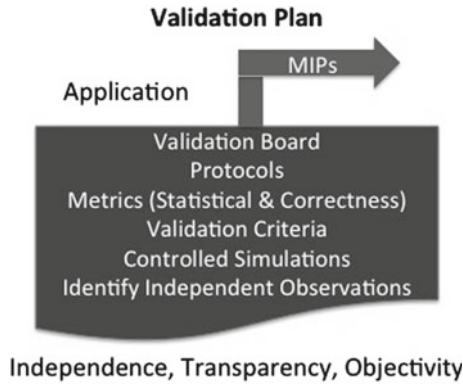 Validation Plan
MIPs
Application
Validation Board
Protocols
Metrics (Statistical & Correctness)
Validation Criteria
Controlled Simulations
Identify Independent Observations
Independence, Transparency, Objectivity